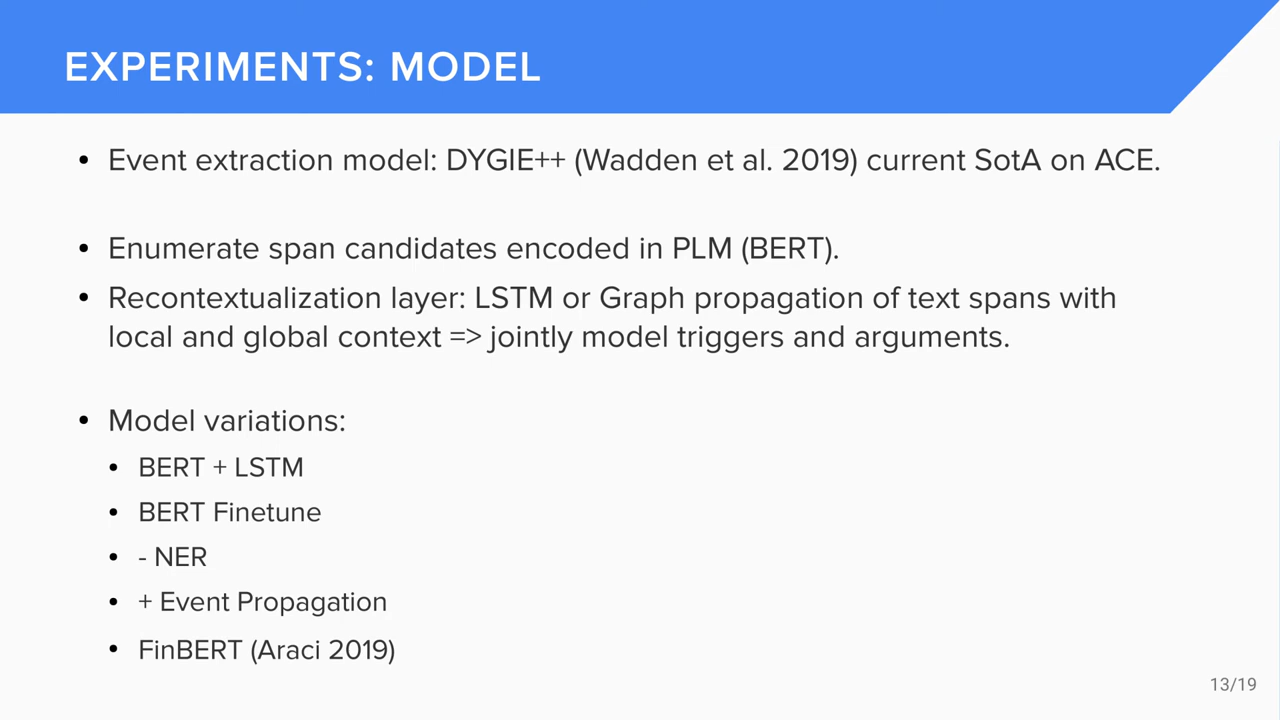 EXPERIMENTS: MODEL
• Event extraction model: DYGIE++ (Wadden et al. 2019) current SotA on ACE.
• Enumerate span candidates encoded in PLM (BERT).
• Recontextualization layer: LSTM or Graph propagation of text spans with
local and global context => jointly model triggers and arguments.
• Model variations:
• BERT + LSTM
• BERT Finetune
• - NER
• + Event Propagation
• FinBERT (Araci 2019)
13/19